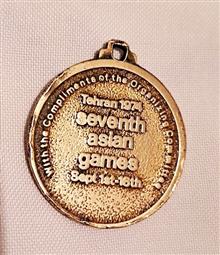 With the Compliments of the Organizing Committee
Tehran 1974
seventh
asian
games
Sept 1st-16th